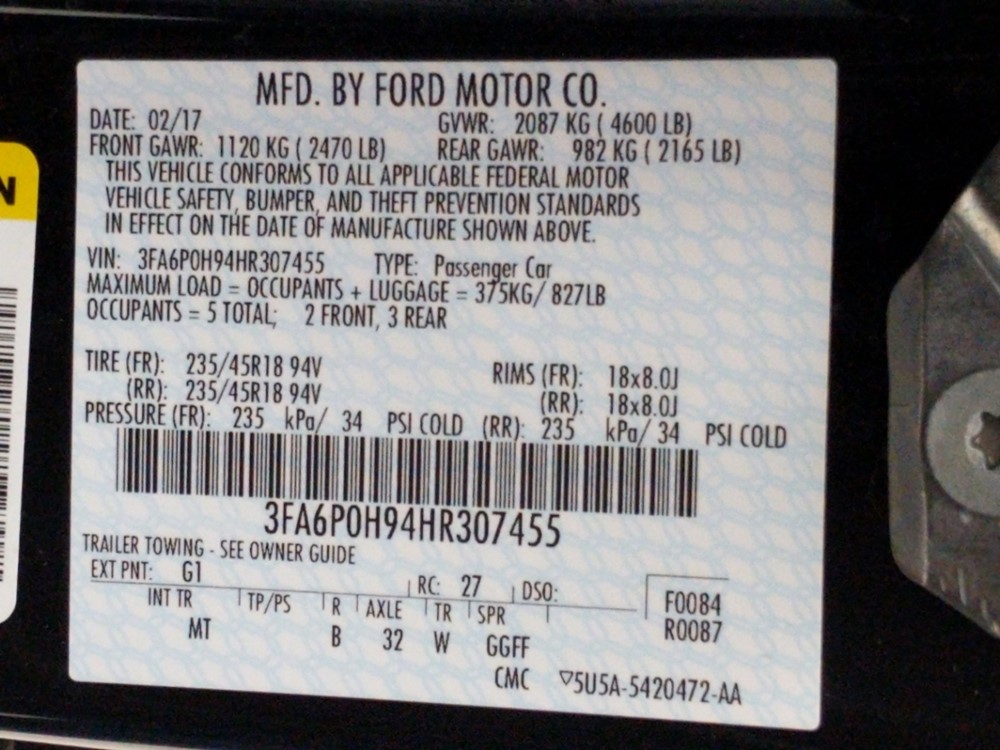 MFD. BY FORD MOTOR CO.
DATE: 02/17 GVWR: 2087 KG ( 4600 LB)
FRONT GAWR: 1120 KG ( 2470 LB) REAR GAWR: 982 KG ( 2165 LB)
THIS VEHICLE CONFORMS TO ALL APPLICABLE FEDERAL MOTOR
VEHICLE SAFETY, BUMPER, AND THEFT PREVENTION STANDARDS
IN EFFECT ON THE DATE OF MANUFACTURE SHOWN ABOVE.
VIN: 3FA6P0H94HR307455 TYPE: Passenger Car
MAXIMUM LOAD = OCCUPANTS + LUGGAGE = 375KG/ 827LB
OCCUPANTS = 5 TOTAL; 2 FRONT, 3 REAR
TIRE (FR): 235/45R18 94V RIMS (FR): 18x8.0J
(RR): 235/45R18 94V (RR): 18x8.0J
PRESSURE (FR): 235 kPa/ 34 PSI COLD (RR): 235 kPa/ 34 PSI COLD
3FA6P0H94HR307455
TRAILER TOWING - SEE OWNER GUIDE
EXT PNT: G1 RC: 27 DSO:
INT TR TP/PS R AXLE TR SPR F0084
MT B 32 W GGFF R0087
CMC ▽5U5A-5420472-AA
N